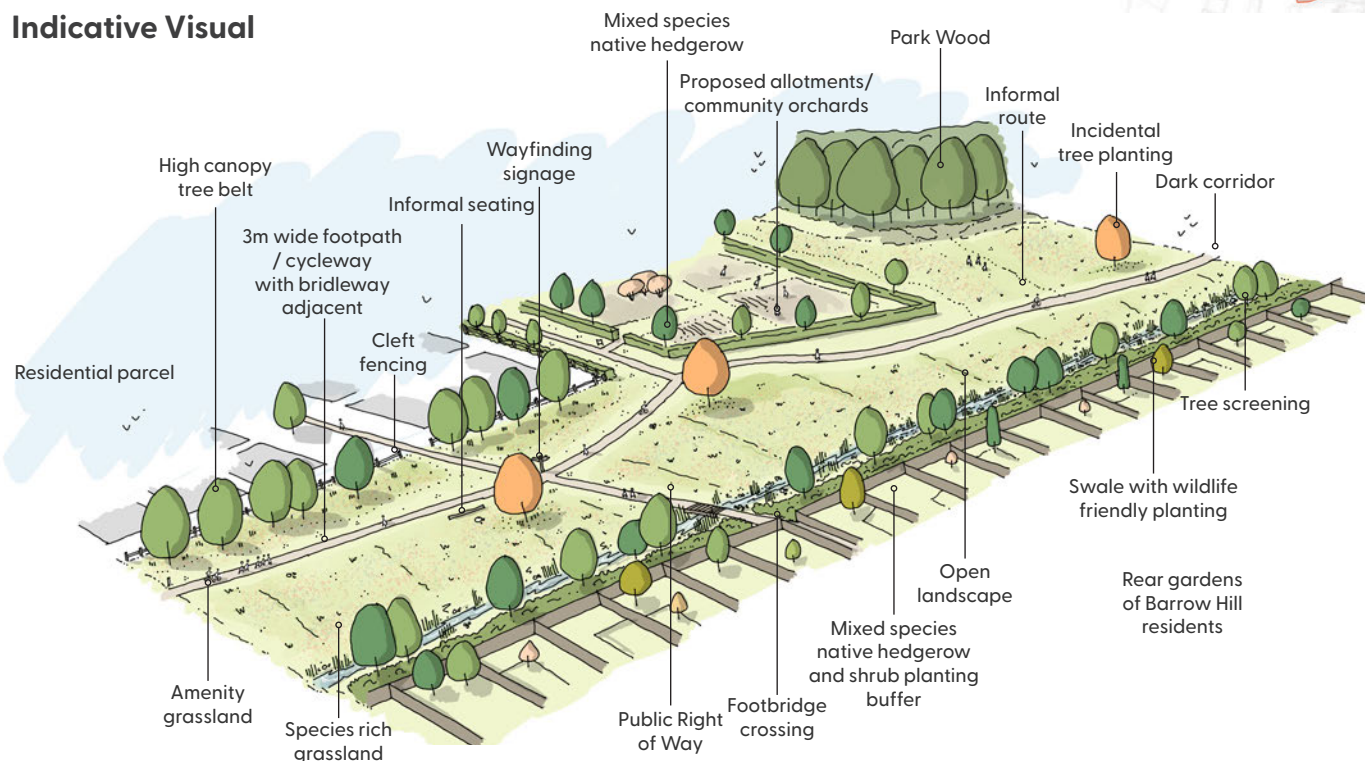 Indicative Visual
Mixed species
native hedgerow
Park Wood
Proposed allotments/
community orchards
Informal
route
Incidental
tree planting
Wayfinding
signage
High canopy
tree belt
Dark corridor
Informal seating
3m wide footpath
/ cycleway
with bridleway
adjacent
Cleft
fencing
Residential parcel
Tree screening
Swale with wildlife
friendly planting
Open
landscape
Rear gardens
of Barrow Hill
residents
Mixed species
native hedgerow
and shrub planting
buffer
Amenity
grassland
Species rich
grassland
Public Right
of Way
Footbridge
crossing